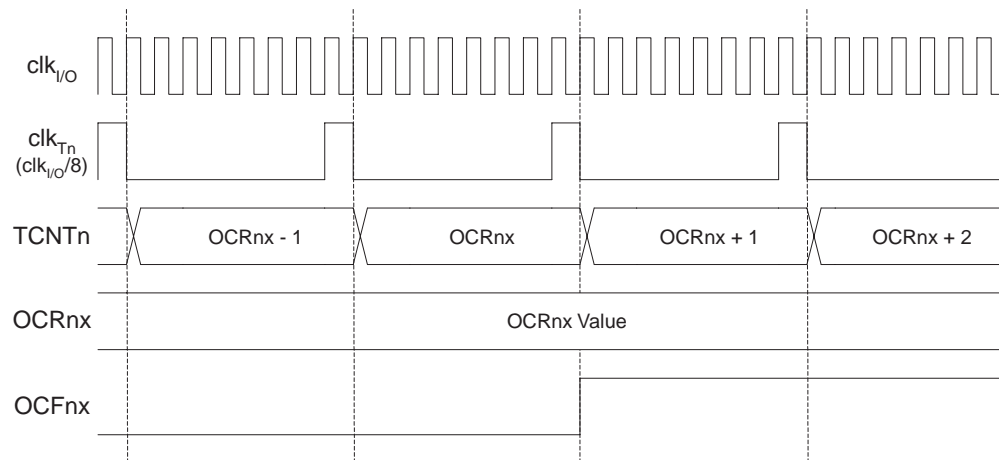 clkI/O
clkTn
(clkI/O/8)
TCNTn
OCRnx - 1
OCRnx
OCRnx + 1
OCRnx + 2
OCRnx
OCRnx Value
OCFnx